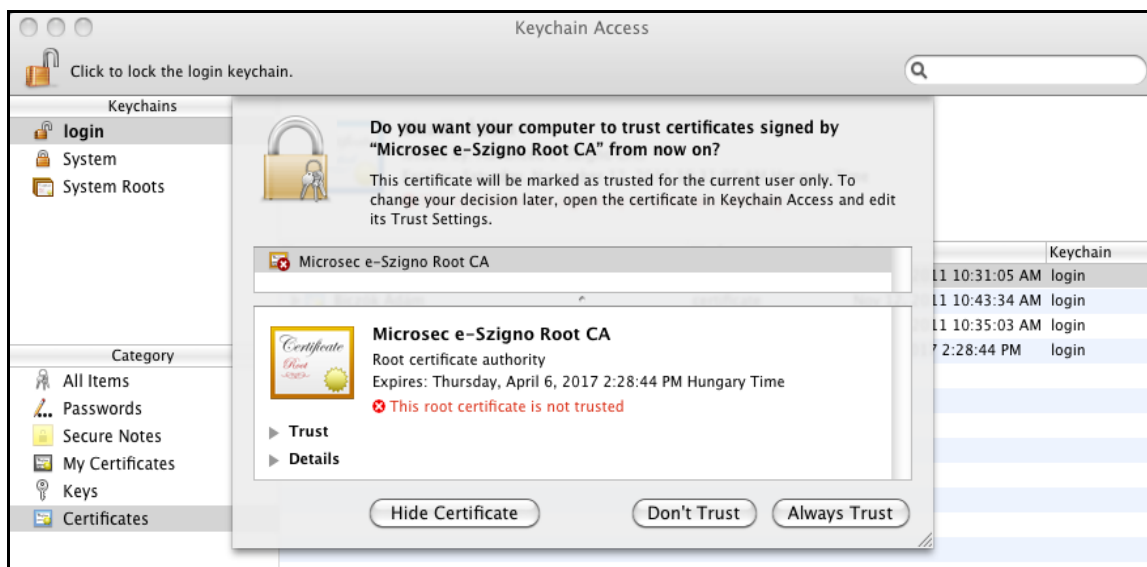 Keychain Access
Click to lock the login keychain.
Keychains
login
System
System Roots
Do you want your computer to trust certificates signed by
“Microsec e-Szigno Root CA” from now on?
This certificate will be marked as trusted for the current user only. To
change your decision later, open the certificate in Keychain Access and edit
its Trust Settings.
Microsec e-Szigno Root CA
Keychain
11 10:31:05 AM login
11 10:43:34 AM login
11 10:35:03 AM login
7 2:28:44 PM login
Microsec e-Szigno Root CA
Root certificate authority
Expires: Thursday, April 6, 2017 2:28:44 PM Hungary Time
This root certificate is not trusted
Trust
Details
Certificate
Root
Category
All Items
Passwords
Secure Notes
My Certificates
Keys
Certificates
Hide Certificate
Don't Trust
Always Trust